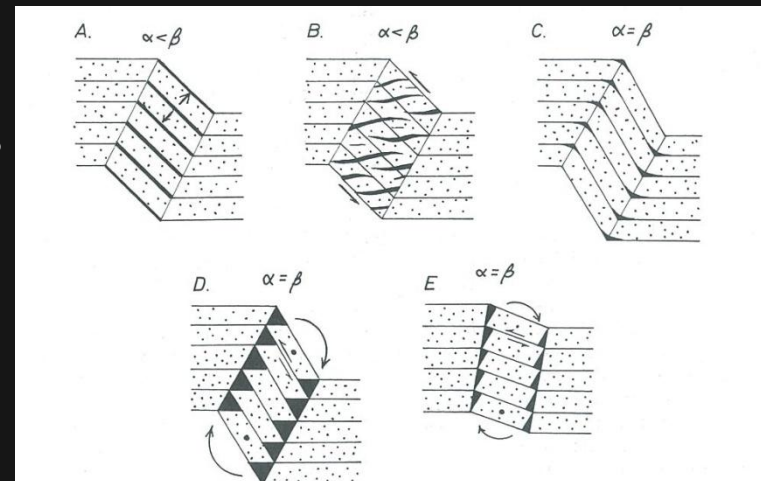 A. α < β
B. α < β
C. α = β
D. α = β
E α = β